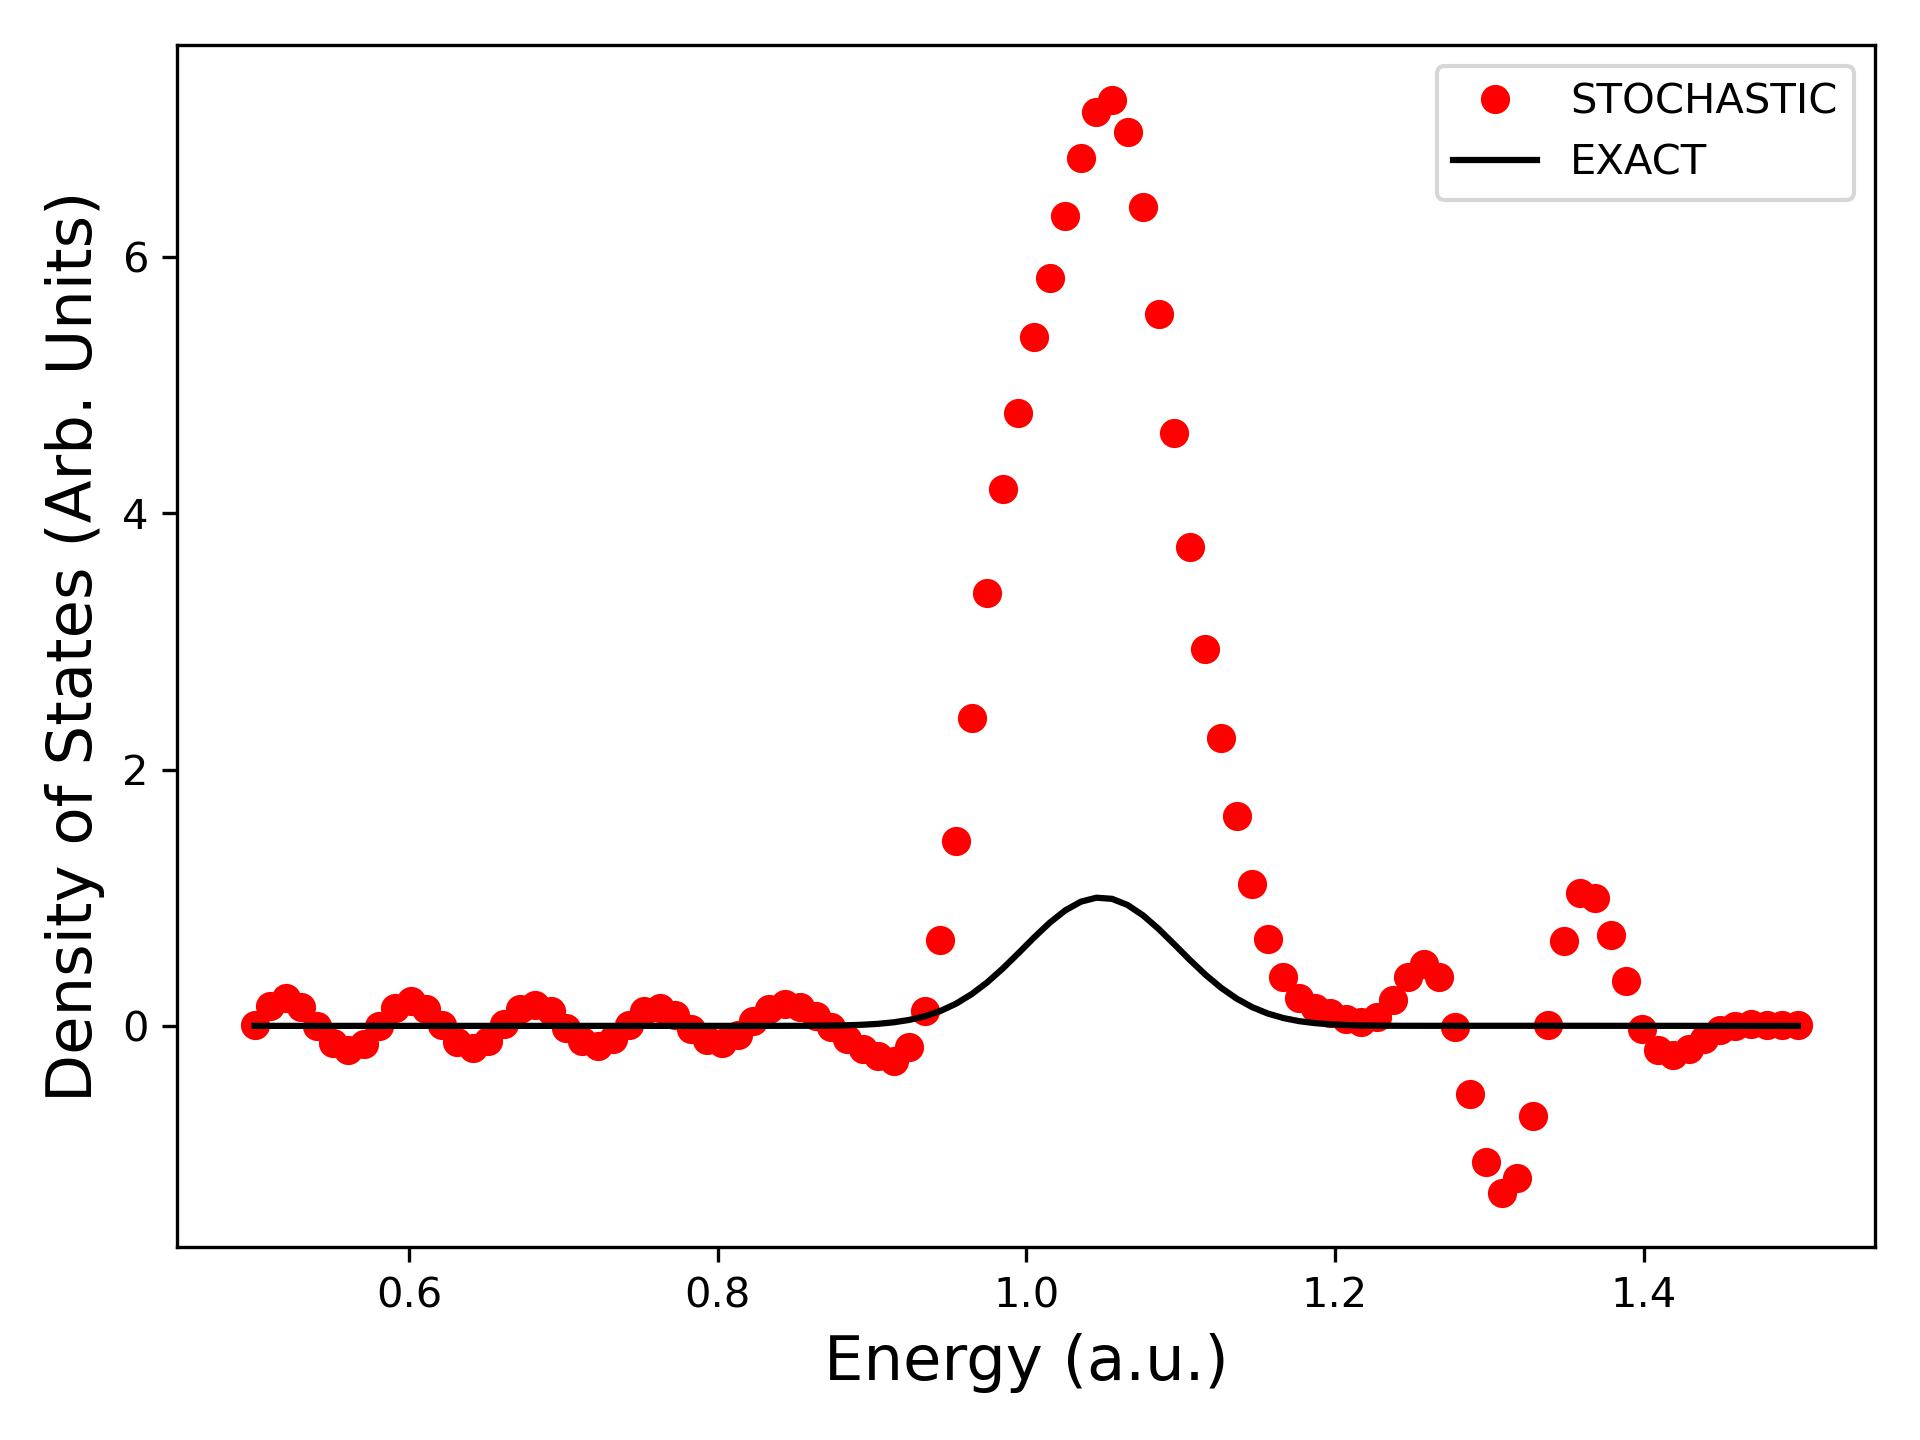 STOCHASTIC
EXACT
Density of States (Arb. Units)
6
4
2
0
0.6 0.8 1.0 1.2 1.4
Energy (a.u.)